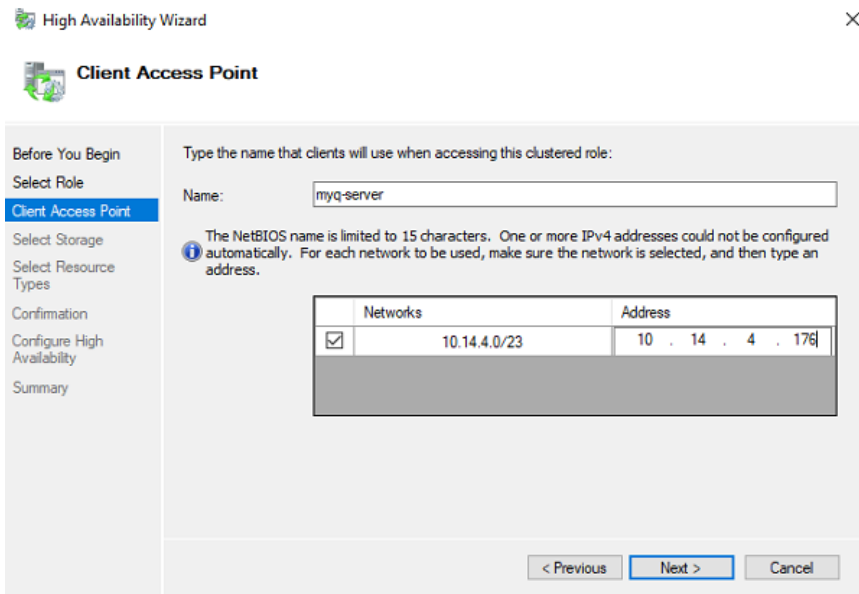 High Availability Wizard
Client Access Point
Before You Begin
Select Role
Client Access Point
Select Storage
Select Resource
Types
Confirmation
Configure High
Availability
Summary
Type the name that clients will use when accessing this clustered role:
Name: myq-server
The NetBIOS name is limited to 15 characters. One or more IPv4 addresses could not be configured
automatically. For each network to be used, make sure the network is selected, and then type an
address.
Networks Address
10.14.4.0/23 10 . 14 . 4 . 176
< Previous Next > Cancel